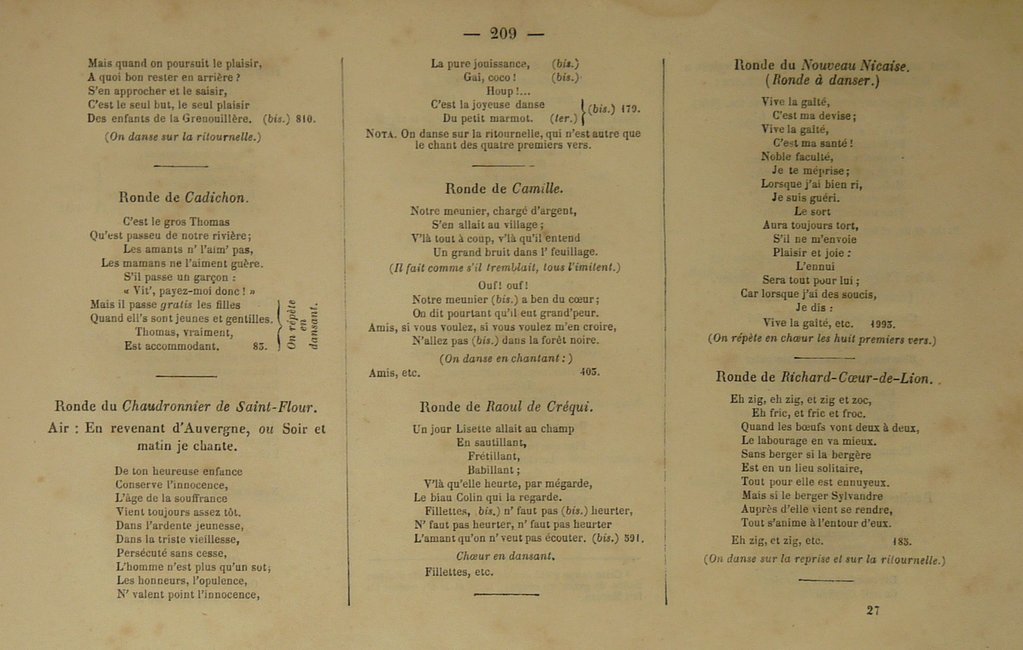 — 209 —
Mais quand on poursuit le plaisir,
A quoi bon rester en arrière ?
S'en approcher et le saisir,
C'est le seul but, le seul plaisir
Des enfants de la Grenouillère. (bis.) 810.
(On danse sur la ritournelle.)
Ronde de Cadichon.
C'est le gros Thomas
Qu'est passeu de notre rivière;
Les amants n' l'aim' pas,
Les mamans ne l'aiment guère.
S'il passe un garçon :
« Vit', payez-moi donc ! »
Mais il passe gratis les filles
Quand ell's sont jeunes et gentilles.
Thomas, vraiment,
Est accommodant. 83.
On répète en dansant.
Ronde du Chaudronnier de Saint-Flour.
Air : En revenant d'Auvergne, ou Soir et
matin je chante.
De ton heureuse enfance
Conserve l'innocence,
L'âge de la souffrance
Vient toujours assez tôt.
Dans l'ardente jeunesse,
Dans la triste vieillesse,
Persécuté sans cesse,
L'homme n'est plus qu'un sot;
Les honneurs, l'opulence,
N' valent point l'innocence,
La pure jouissance, (bis.)
Gai, coco ! (bis.)
Houp !...
C'est la joyeuse danse
Du petit marmot. (ter.) (bis.) 179.
NOTA. On danse sur la ritournelle, qui n'est autre que
le chant des quatre premiers vers.
Ronde de Camille.
Notre meunier, chargé d'argent,
S'en allait au village ;
V'là tout à coup, v'là qu'il entend
Un grand bruit dans l' feuillage.
(Il fait comme s'il tremblait, tous l'imitent.)
Ouf! ouf!
Notre meunier (bis.) a ben du cœur;
On dit pourtant qu'il eut grand'peur.
Amis, si vous voulez, si vous voulez m'en croire,
N'allez pas (bis.) dans la forêt noire.
(On danse en chantant : )
Amis, etc. 403.
Ronde de Raoul de Créqui.
Un jour Lisette allait au champ
En sautillant,
Frétillant,
Babillant ;
V'là qu'elle heurte, par mégarde,
Le biau Colin qui la regarde.
Fillettes, bis.) n' faut pas (bis.) heurter,
N' faut pas heurter, n' faut pas heurter
L'amant qu'on n' veut pas écouter. (bis.) 391.
Chœur en dansant.
Fillettes, etc.
Ronde du Nouveau Nicaise.
(Ronde à danser.)
Vive la gaîté,
C'est ma devise ;
Vive la gaîté,
C'est ma santé !
Noble faculté,
Je te méprise ;
Lorsque j'ai bien ri,
Je suis guéri.
Le sort
Aura toujours tort,
S'il ne m'envoie
Plaisir et joie :
L'ennui
Sera tout pour lui ;
Car lorsque j'ai des soucis,
Je dis :
Vive la gaîté, etc. 1993.
(On répète en chœur les huit premiers vers.)
Ronde de Richard-Cœur-de-Lion.
Eh zig, eh zig, et zig et zoc,
Eh fric, et fric et froc.
Quand les bœufs vont deux à deux,
Le labourage en va mieux.
Sans berger si la bergère
Est en un lieu solitaire,
Tout pour elle est ennuyeux.
Mais si le berger Sylvandre
Auprès d'elle vient se rendre,
Tout s'anime à l'entour d'eux.
Eh zig, et zig, etc. 183.
(On danse sur la reprise et sur la ritournelle.)
27